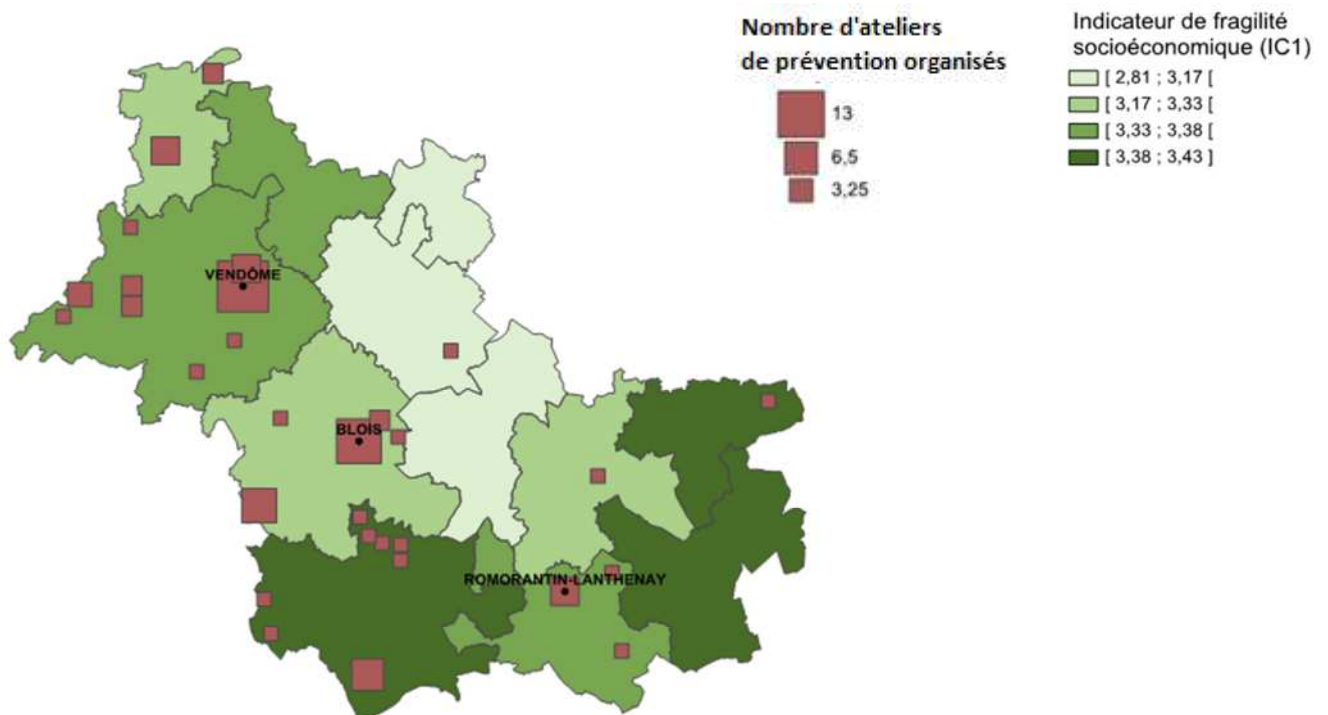 Nombre d'ateliers
de prévention organisés
13
6,5
3,25
Indicateur de fragilité
socioéconomique (IC1)
[ 2,81 ; 3,17 [
[ 3,17 ; 3,33 [
[ 3,33 ; 3,38 [
[ 3,38 ; 3,43 ]
VENDÔME
BLOIS
ROMORANTIN-LANTHENAY